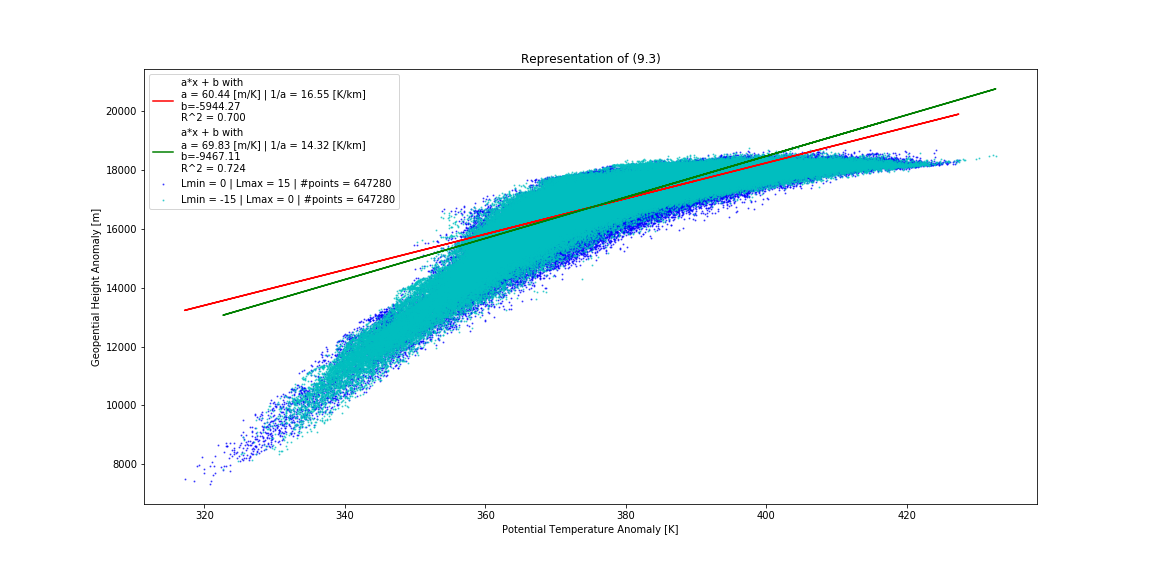 Representation of (9.3)
a*x + b with
a = 60.44 [m/K] | 1/a = 16.55 [K/km]
b=-5944.27
R^2 = 0.700
a*x + b with
a = 69.83 [m/K] | 1/a = 14.32 [K/km]
b=-9467.11
R^2 = 0.724
Lmin = 0 | Lmax = 15 | #points = 647280
Lmin = -15 | Lmax = 0 | #points = 647280
Geopential Height Anomaly [m]
20000
18000
16000
14000
12000
10000
8000
320 340 360 380 400 420
Potential Temperature Anomaly [K]